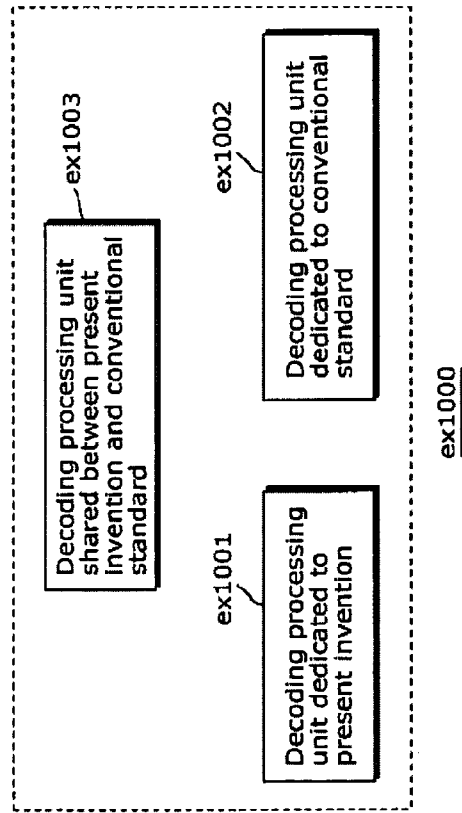 ex1003
Decoding processing unit
shared between present
invention and conventional
standard
ex1001
Decoding processing
unit dedicated to
present invention
ex1002
Decoding processing unit
dedicated to conventional
standard
ex1000